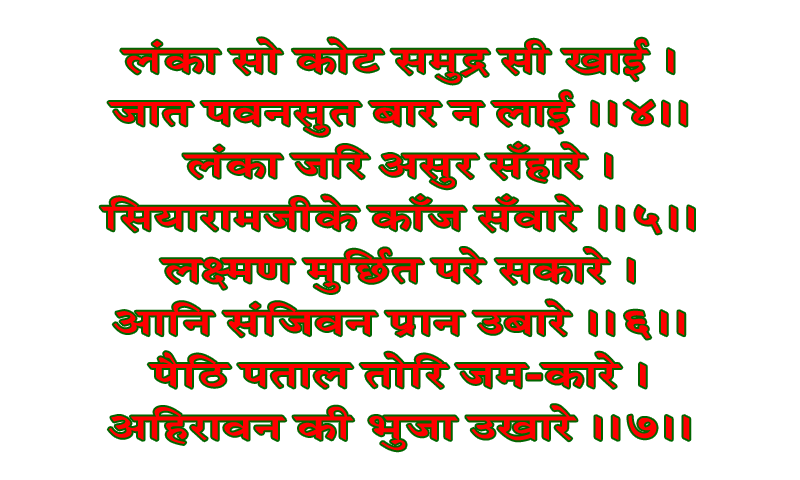 लंका सो कोट समुद्र सी खाई ।
जात पवनसुत बार न लाई ।।४।।
लंका जरि असुर सँहारे ।
सियारामजीके काँज सँवारे ।।५।।
लक्ष्मण मुर्छित परे सकारे ।
आनि संजिवन प्रान उबारे ।।६।।
पैठि पताल तोरि जम-कारे ।
अहिरावन की भुजा उखारे ।।७।।